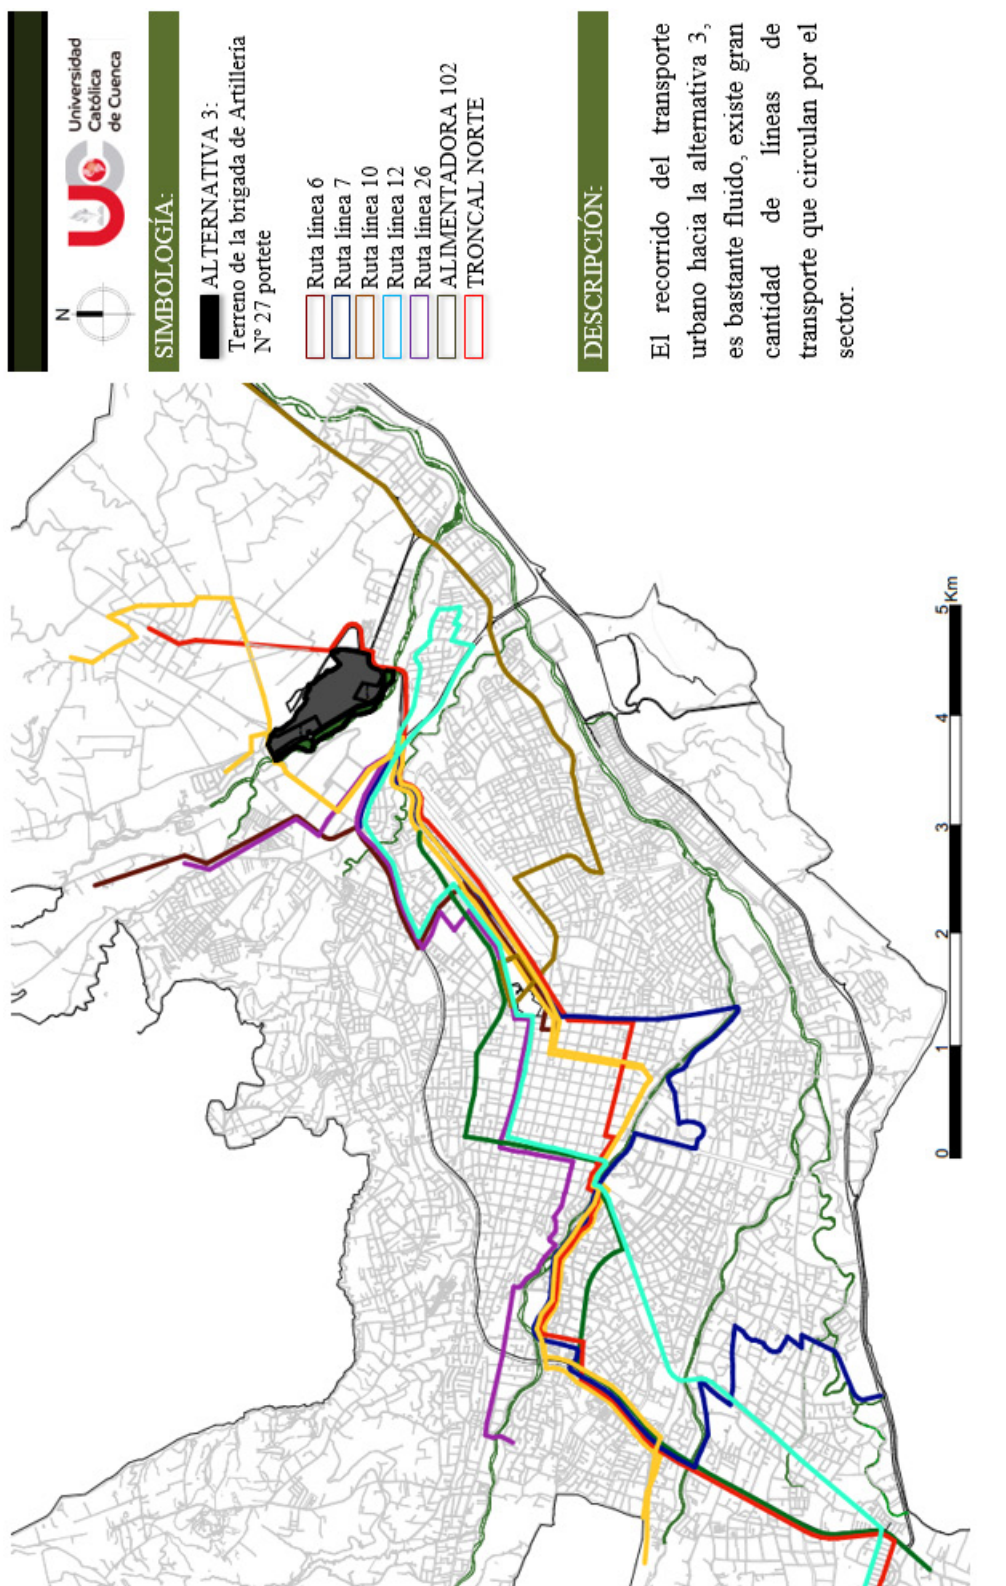 Universidad
Católica
de Cuenca
N
SIMBOLOGÍA:
ALTERNATIVA 3:
Terreno de la brigada de Artillería
N° 27 portete
Ruta línea 6
Ruta línea 7
Ruta línea 10
Ruta línea 12
Ruta línea 26
ALIMENTADORA 102
TRONCAL NORTE
DESCRIPCIÓN:
El recorrido del transporte
urbano hacia la alternativa 3,
es bastante fluido, existe gran
cantidad de líneas de
transporte que circulan por el
sector.
0 1 2 3 4 5 Km